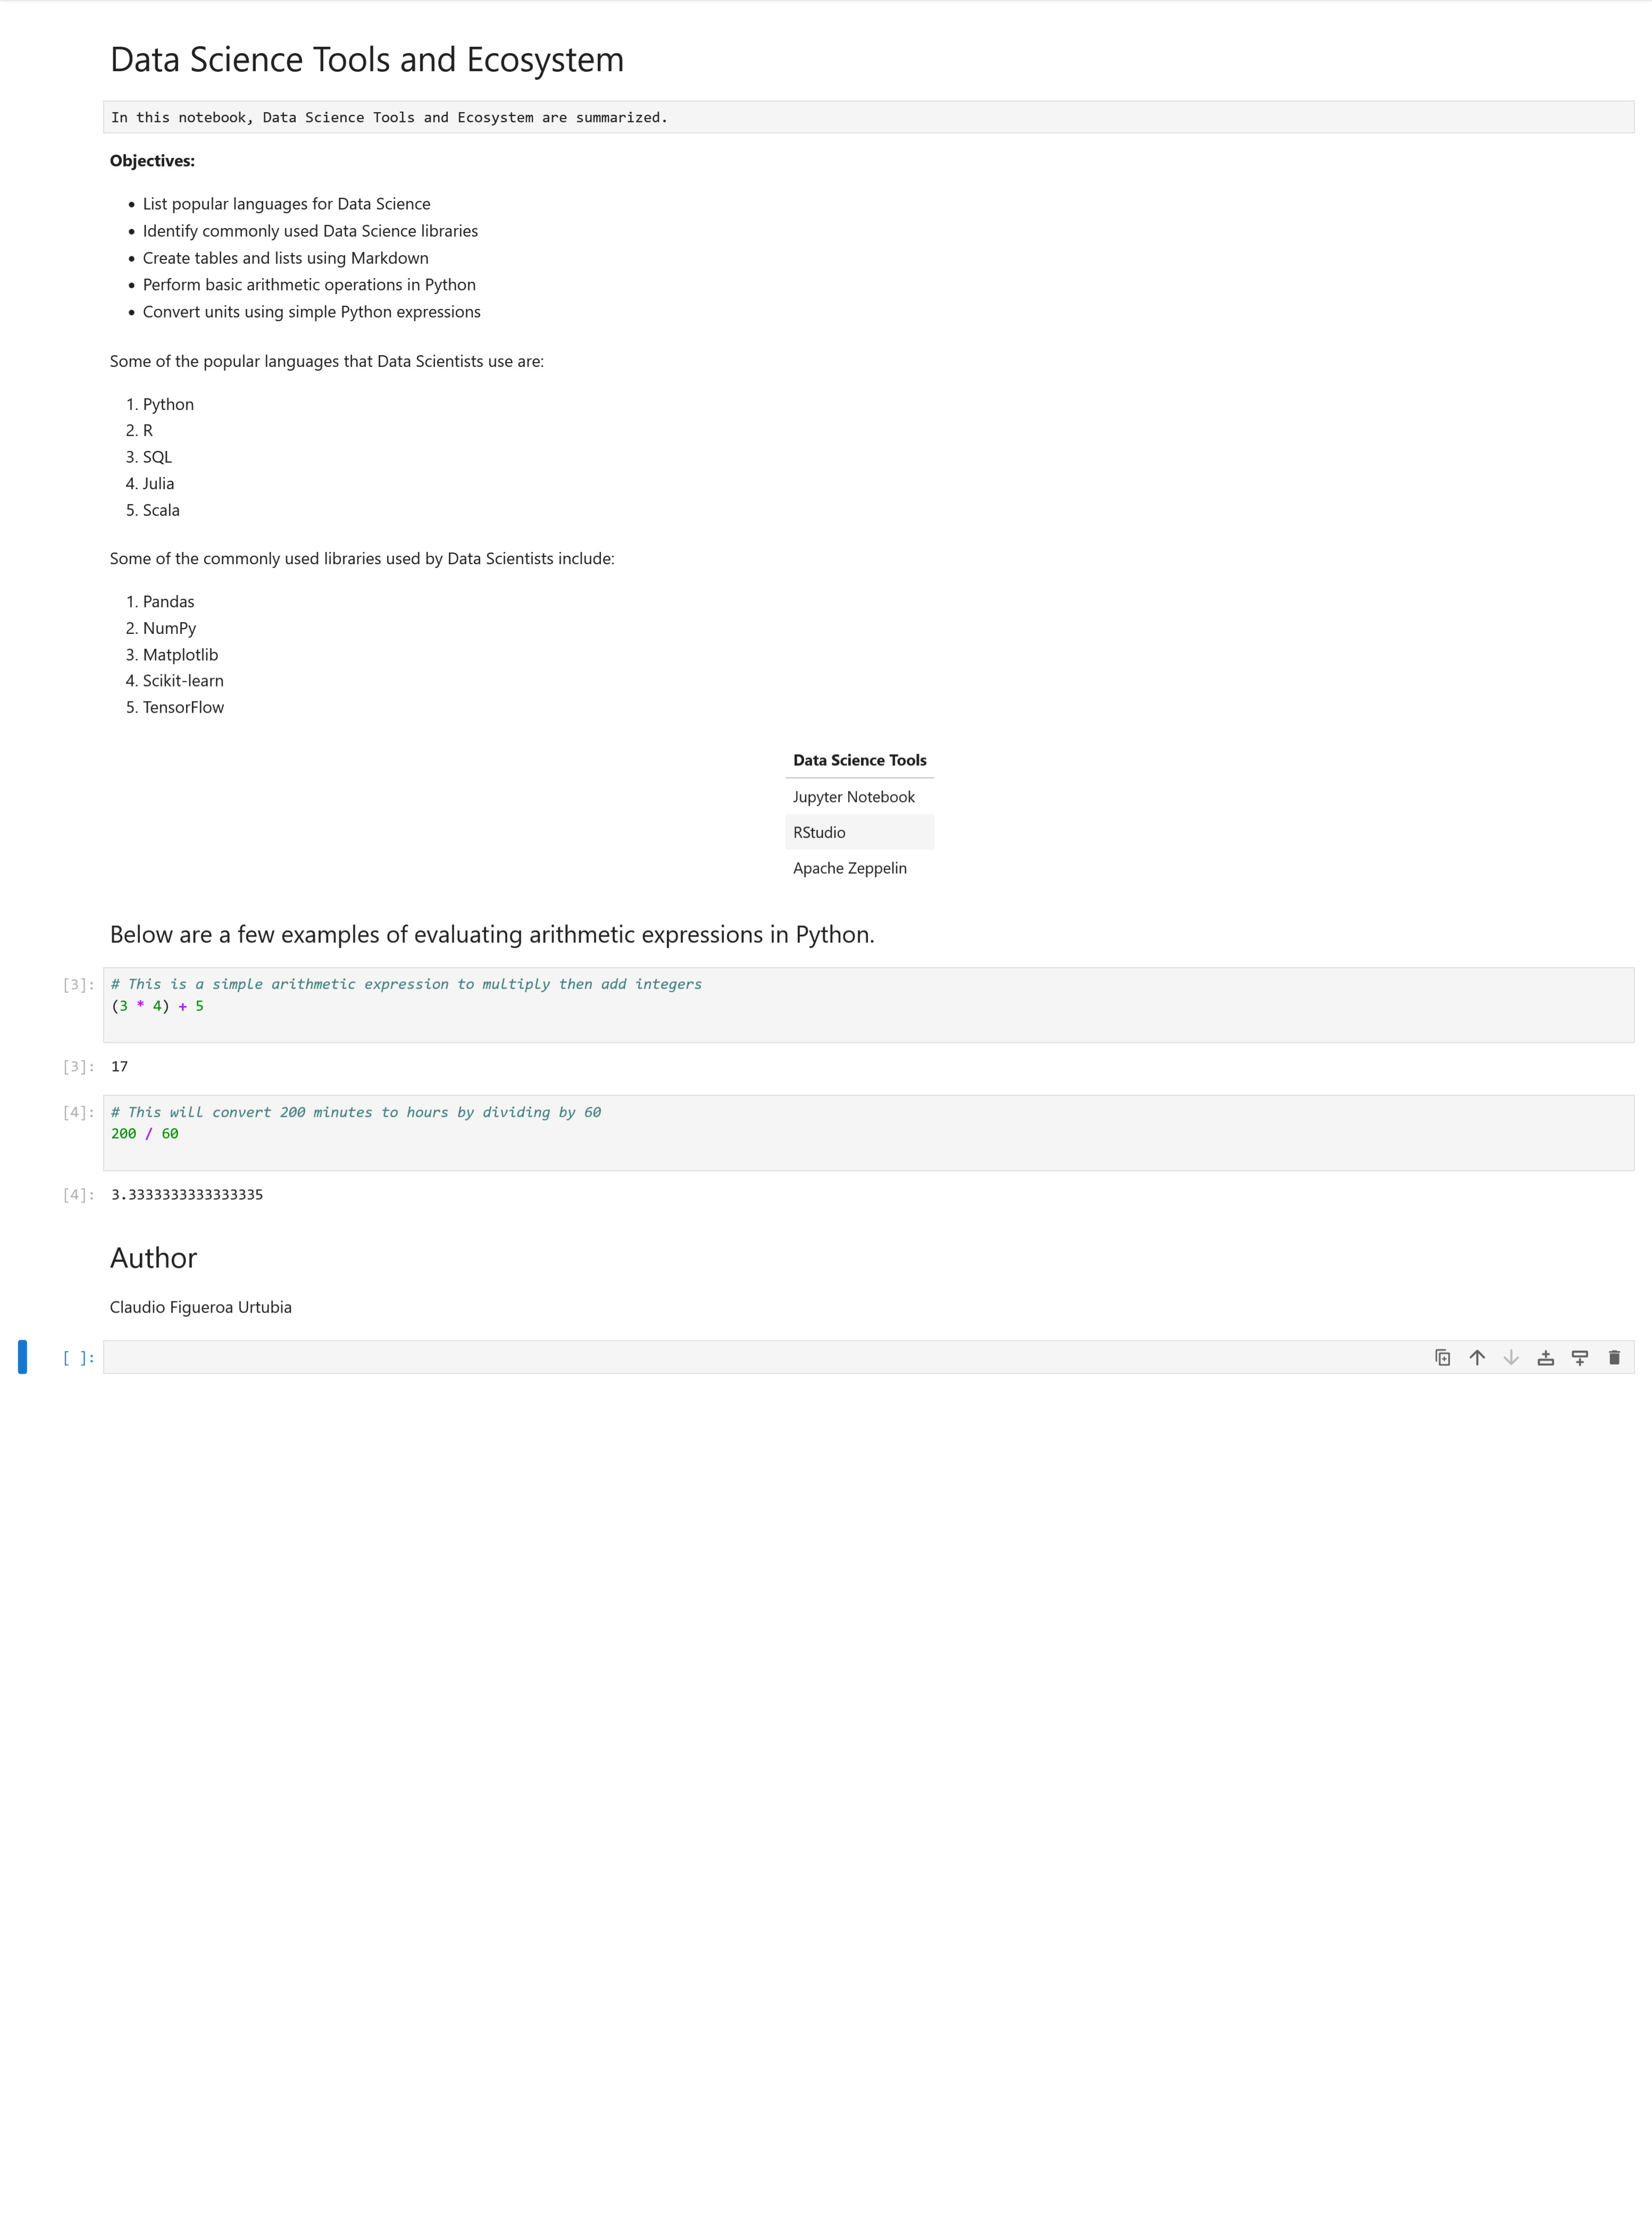 Data Science Tools and Ecosystem
In this notebook, Data Science Tools and Ecosystem are summarized.
Objectives:
• List popular languages for Data Science
• Identify commonly used Data Science libraries
• Create tables and lists using Markdown
• Perform basic arithmetic operations in Python
• Convert units using simple Python expressions
Some of the popular languages that Data Scientists use are:
1. Python
2. R
3. SQL
4. Julia
5. Scala
Some of the commonly used libraries used by Data Scientists include:
1. Pandas
2. NumPy
3. Matplotlib
4. Scikit-learn
5. TensorFlow
Data Science Tools
Jupyter Notebook
RStudio
Apache Zeppelin
Below are a few examples of evaluating arithmetic expressions in Python.
[3]: # This is a simple arithmetic expression to multiply then add integers
(3 * 4) + 5
[3]: 17
[4]: # This will convert 200 minutes to hours by dividing by 60
200 / 60
[4]: 3.3333333333333335
Author
Claudio Figueroa Urtubia
[ ]: